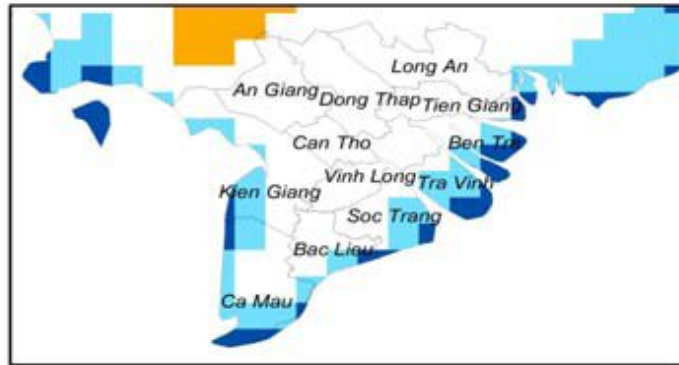 Long An
An Giang
Dong Thap
Tien Giang
Can Tho
Ben Tre
Vinh Long
Tra Vinh
Kien Giang
Soc Trang
Bac Lieu
Ca Mau